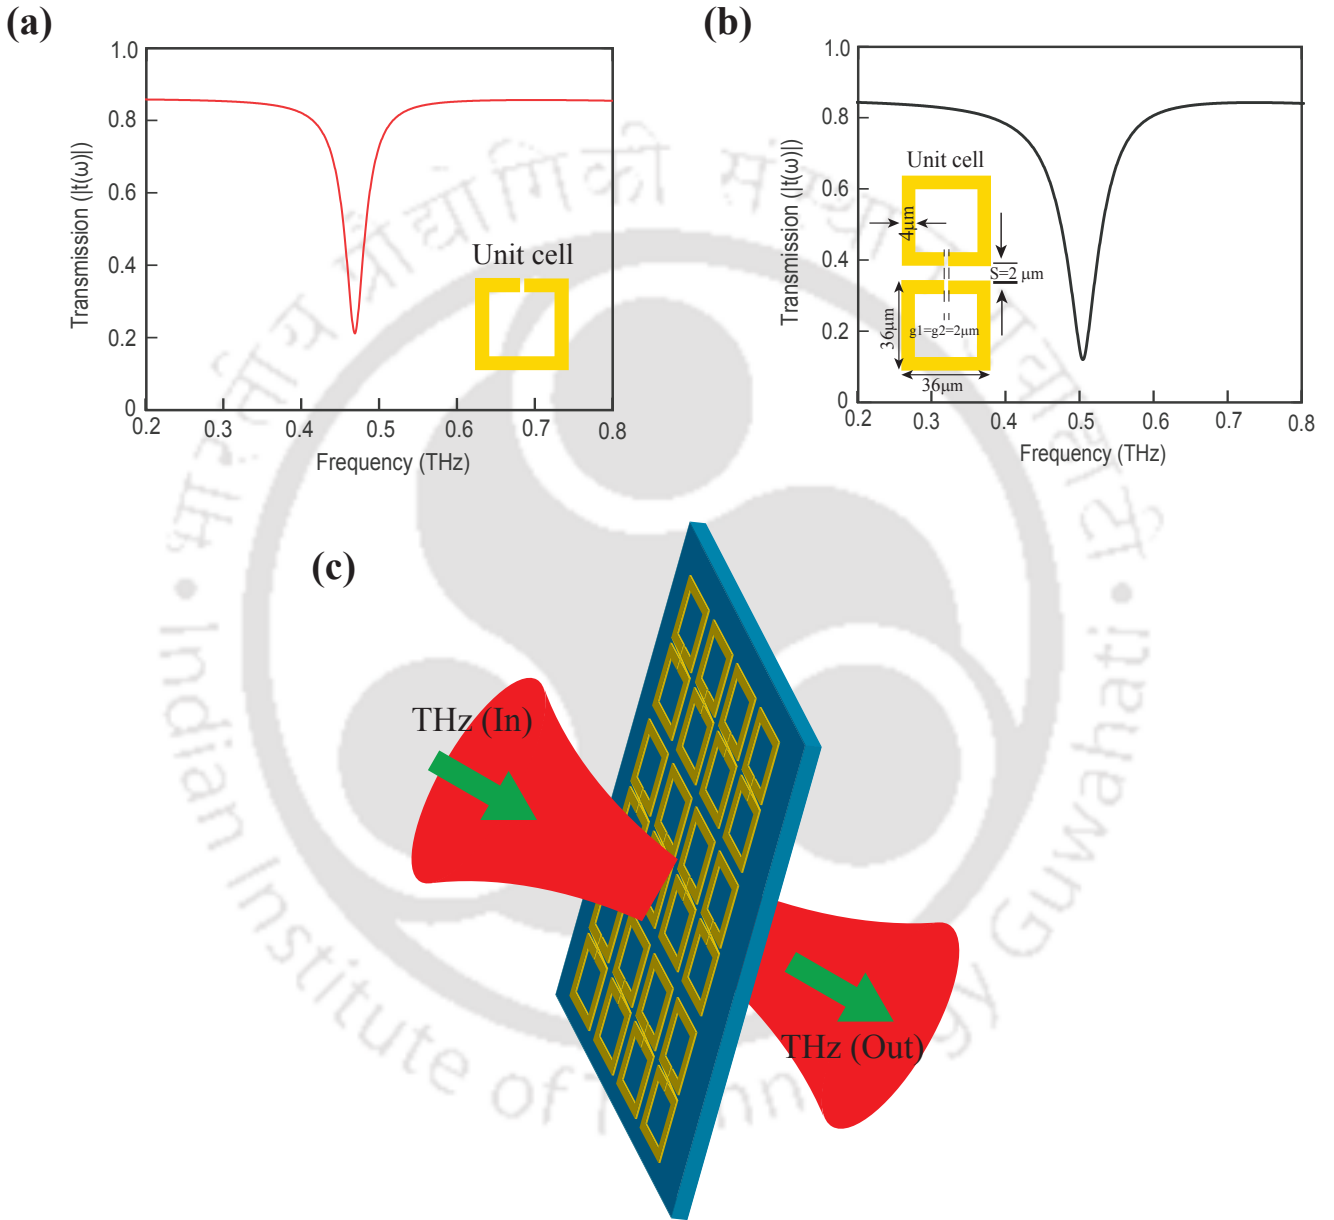 (a)
1.0
0.8
0.6
0.4
0.2
0
Transmission (|t(ω)|)
Unit cell
0.2 0.3 0.4 0.5 0.6 0.7 0.8
Frequency (THz)
(b)
1.0
0.8
0.6
0.4
0.2
0
Transmission (|t(ω)|)
Unit cell
4μm
S=2 μm
36μm
g1=g2=2μm
36μm
0.2 0.3 0.4 0.5 0.6 0.7 0.8
Frequency (THz)
(c)
THz (In)
THz (Out)
भारतीय प्रौद्योगिकी संस्थान गुवाहाटी
Indian Institute of Technology Guwahati